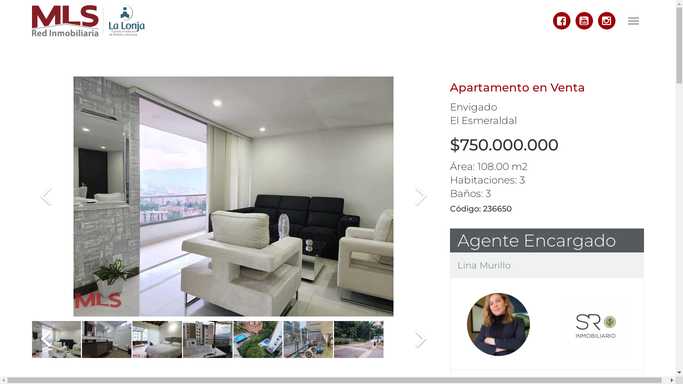 MLS
Red Inmobiliaria
La Lonja
Apartamento en Venta
Envigado
El Esmeraldal
$750.000.000
Área: 108.00 m2
Habitaciones: 3
Baños: 3
Código: 236650
Agente Encargado
Lina Murillo
MLS
SR
INMOBILIARIO